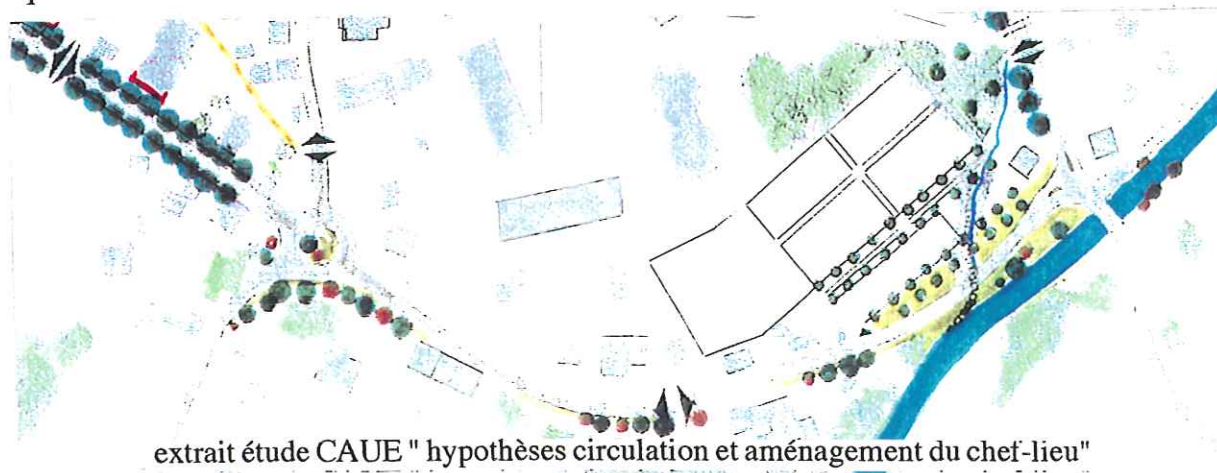 extrait étude CAUE " hypothèses circulation et aménagement du chef-lieu"